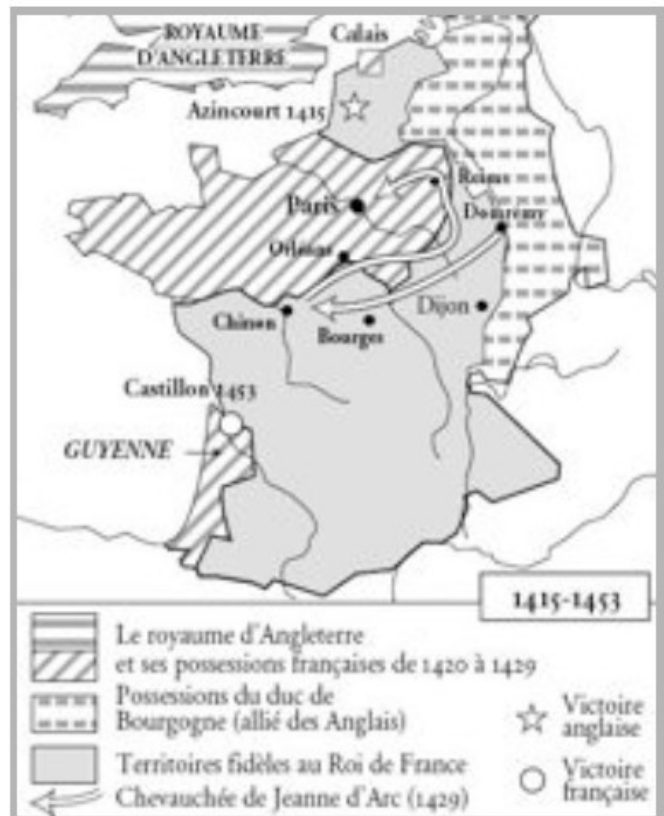 ROYAUME
D'ANGLETERRE
Calais
Azincourt 1415
Reims
Paris
Domrémy
Orléans
Chinon
Bourges
Dijon
Castillon 1453
GUYENNE
1415-1453
Le royaume d'Angleterre
et ses possessions françaises de 1420 à 1429
Possessions du duc de
Bourgogne (allié des Anglais)
Victoire
anglaise
Territoires fidèles au Roi de France
Chevauchée de Jeanne d'Arc (1429)
Victoire
française